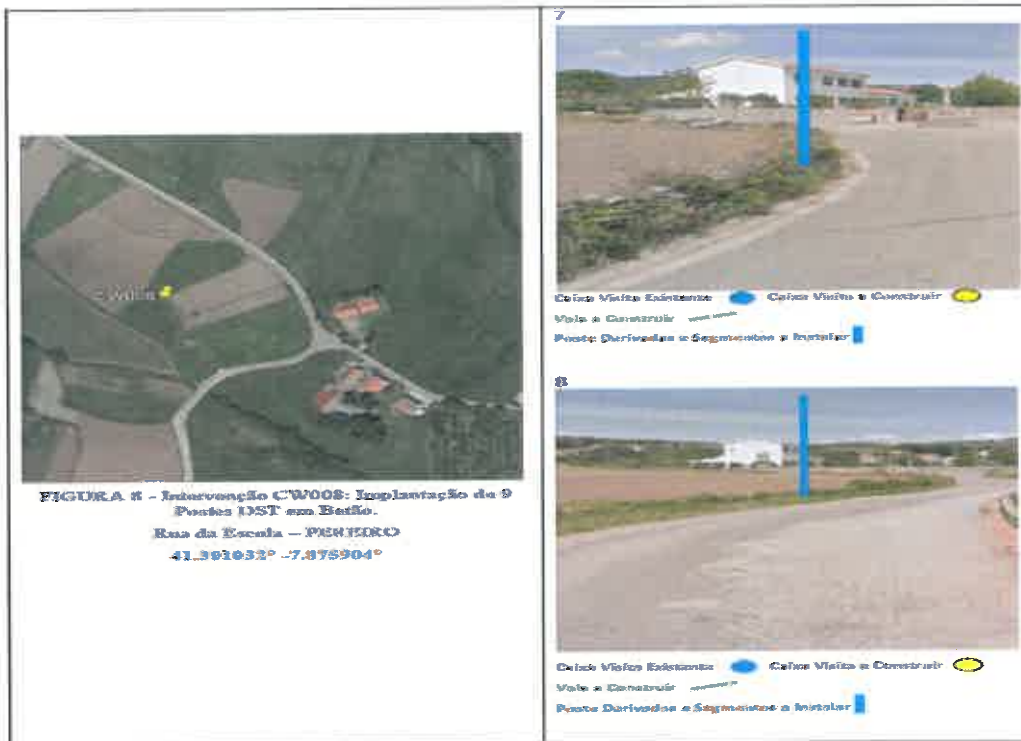 CW008
FIGURA 8 - Intervenção CW008: Implantação de 9
Postes DST em Betão.
Rua da Escola – PEREIRO
41.391032° -7.875904°
7
Caixa Visita Existente Caixa Visita a Construir
Vala a Construir
Poste Derivadas e Segmentos a Instalar
8
Caixa Visita Existente Caixa Visita a Construir
Vala a Construir
Poste Derivadas e Segmentos a Instalar